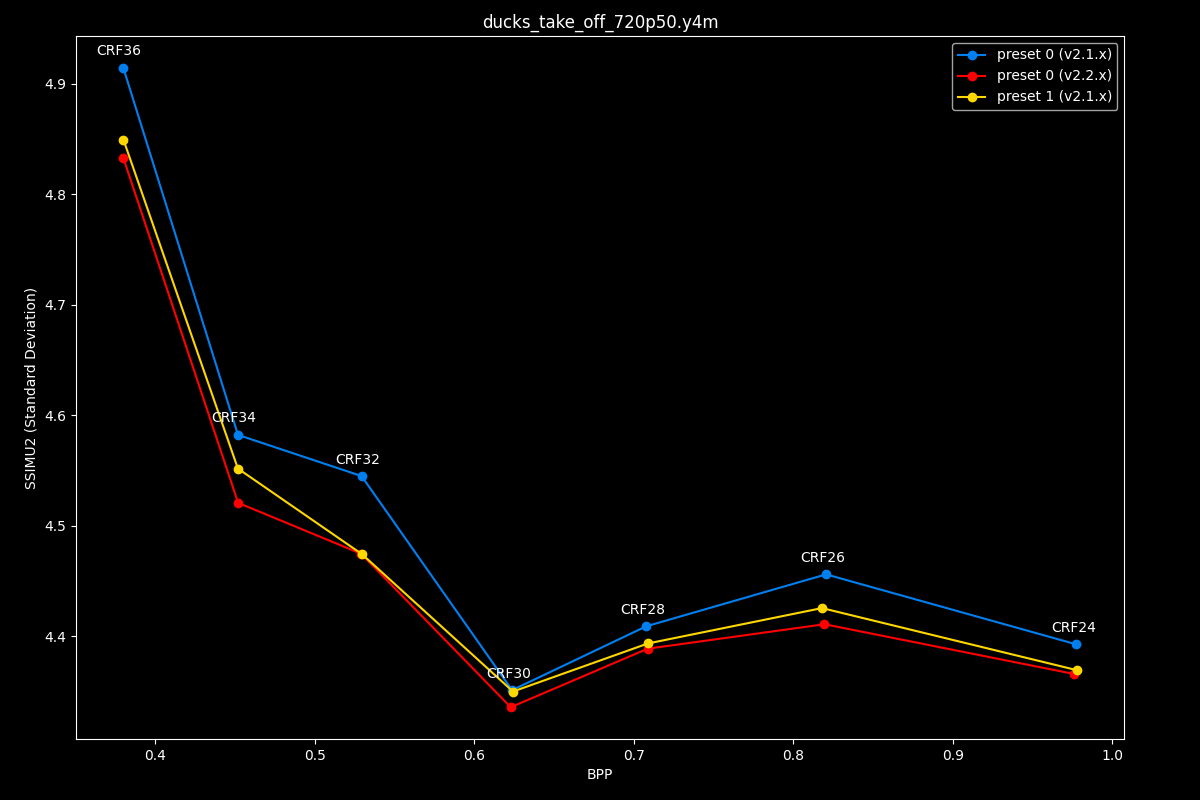 ducks_take_off_720p50.y4m
preset 0 (v2.1.x)
preset 0 (v2.2.x)
preset 1 (v2.1.x)
CRF36
CRF34
CRF32
CRF30
CRF28
CRF26
CRF24
SSIMU2 (Standard Deviation)
4.9
4.8
4.7
4.6
4.5
4.4
0.4 0.5 0.6 0.7 0.8 0.9 1.0
BPP